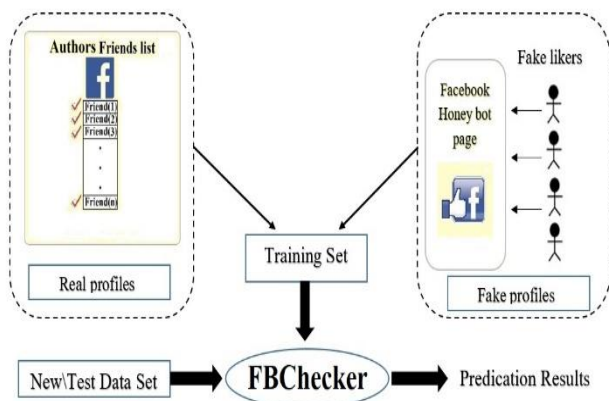 Authors Friends list
Friend(1)
Friend(2)
Friend(3)
Friend(n)
Real profiles
Fake likers
Facebook
Honey bot
page
Fake profiles
Training Set
New\Test Data Set
FBChecker
Predication Results